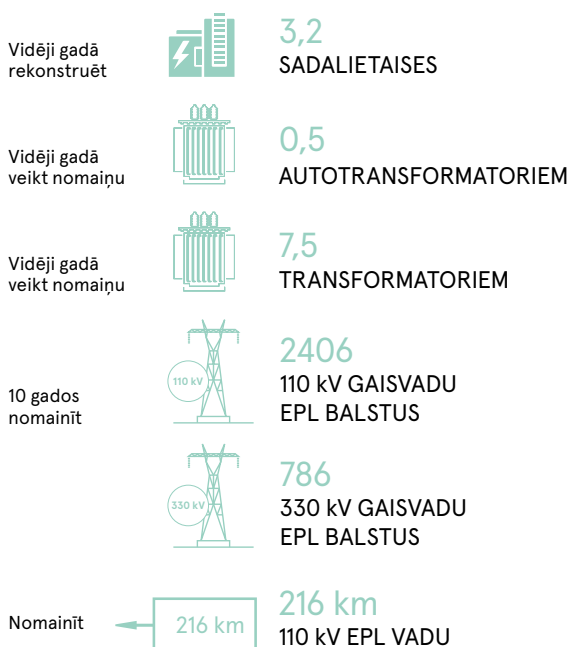 Vidēji gadā
rekonstruēt
3,2
SADALIETAISES
Vidēji gadā
veikt nomaiņu
0,5
AUTOTRANSFORMATORIEM
Vidēji gadā
veikt nomaiņu
7,5
TRANSFORMATORIEM
10 gados
nomainīt
110 kV
2406
110 kV GAISVADU
EPL BALSTUS
330 kV
786
330 kV GAISVADU
EPL BALSTUS
Nomainīt
216 km
216 km
110 kV EPL VADU